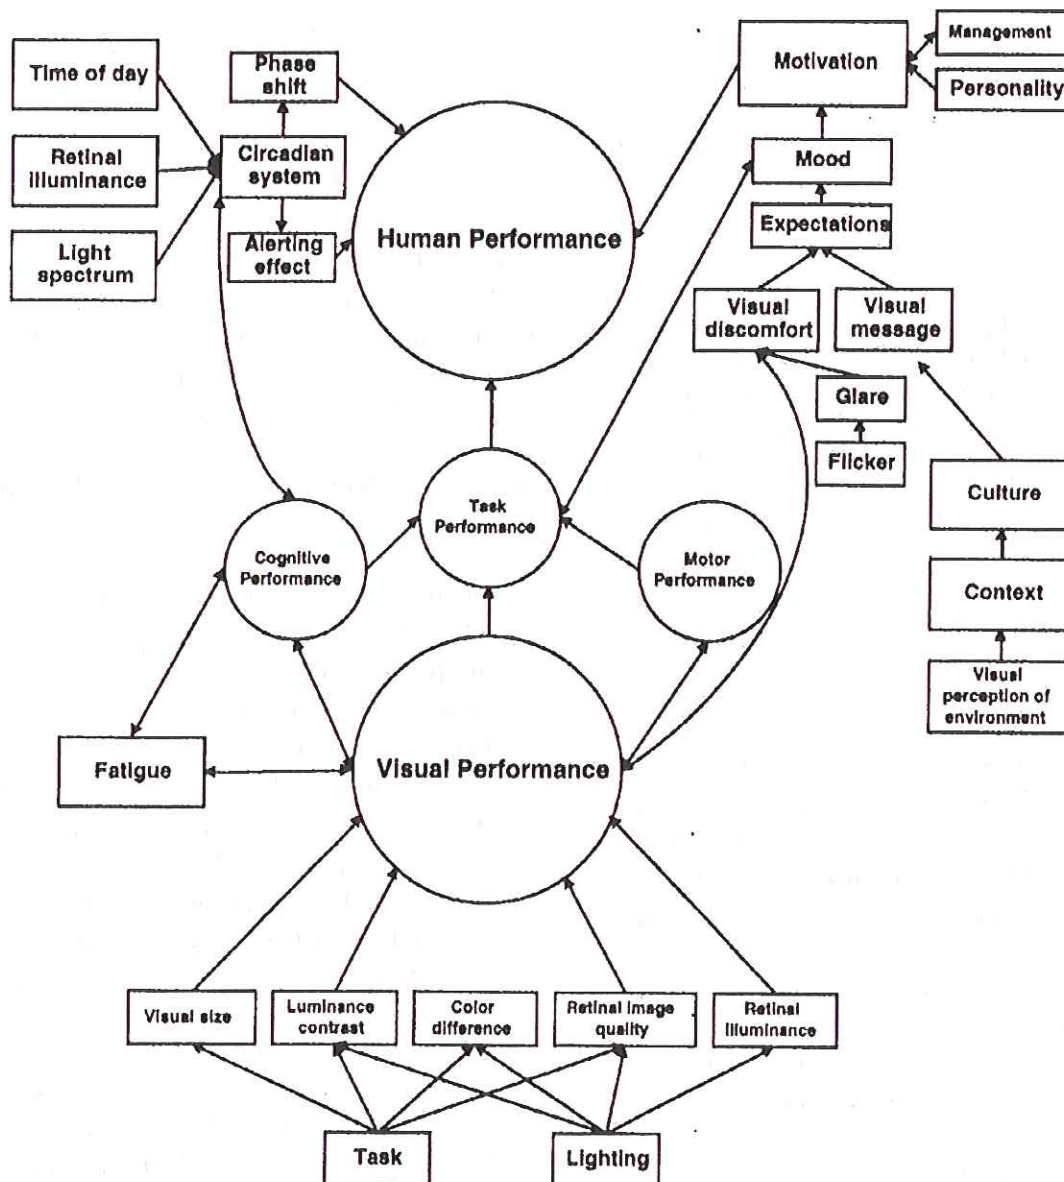 Time of day
Retinal
illuminance
Light
spectrum
Phase
shift
Circadian
system
Alerting
effect
Human Performance
Motivation
Management
Personality
Mood
Expectations
Visual
discomfort
Visual
message
Glare
Flicker
Culture
Context
Visual
perception of
environment
Task
Performance
Cognitive
Performance
Motor
Performance
Fatigue
Visual Performance
Visual size
Luminance
contrast
Color
difference
Retinal image
quality
Retinal
illuminance
Task
Lighting